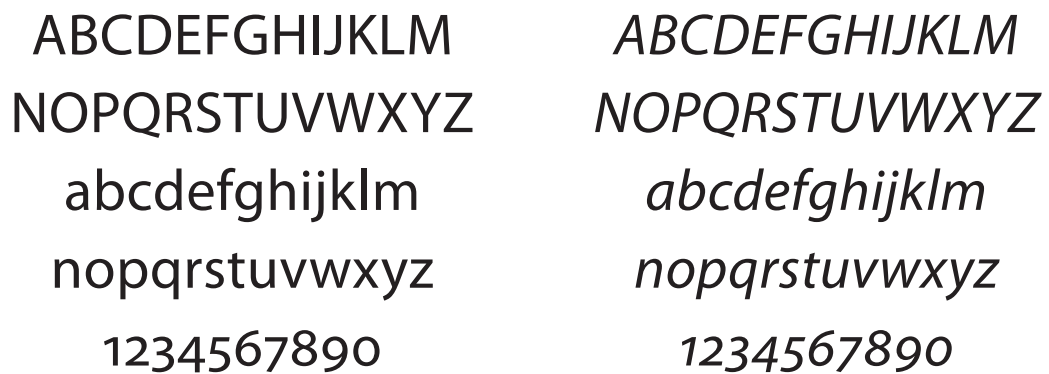 ABCDEFGHIJKLM
NOPQRSTUVWXYZ
abcdefghijklm
nopqrstuvwxyz
1234567890
ABCDEFGHIJKLM
NOPQRSTUVWXYZ
abcdefghijklm
nopqrstuvwxyz
1234567890